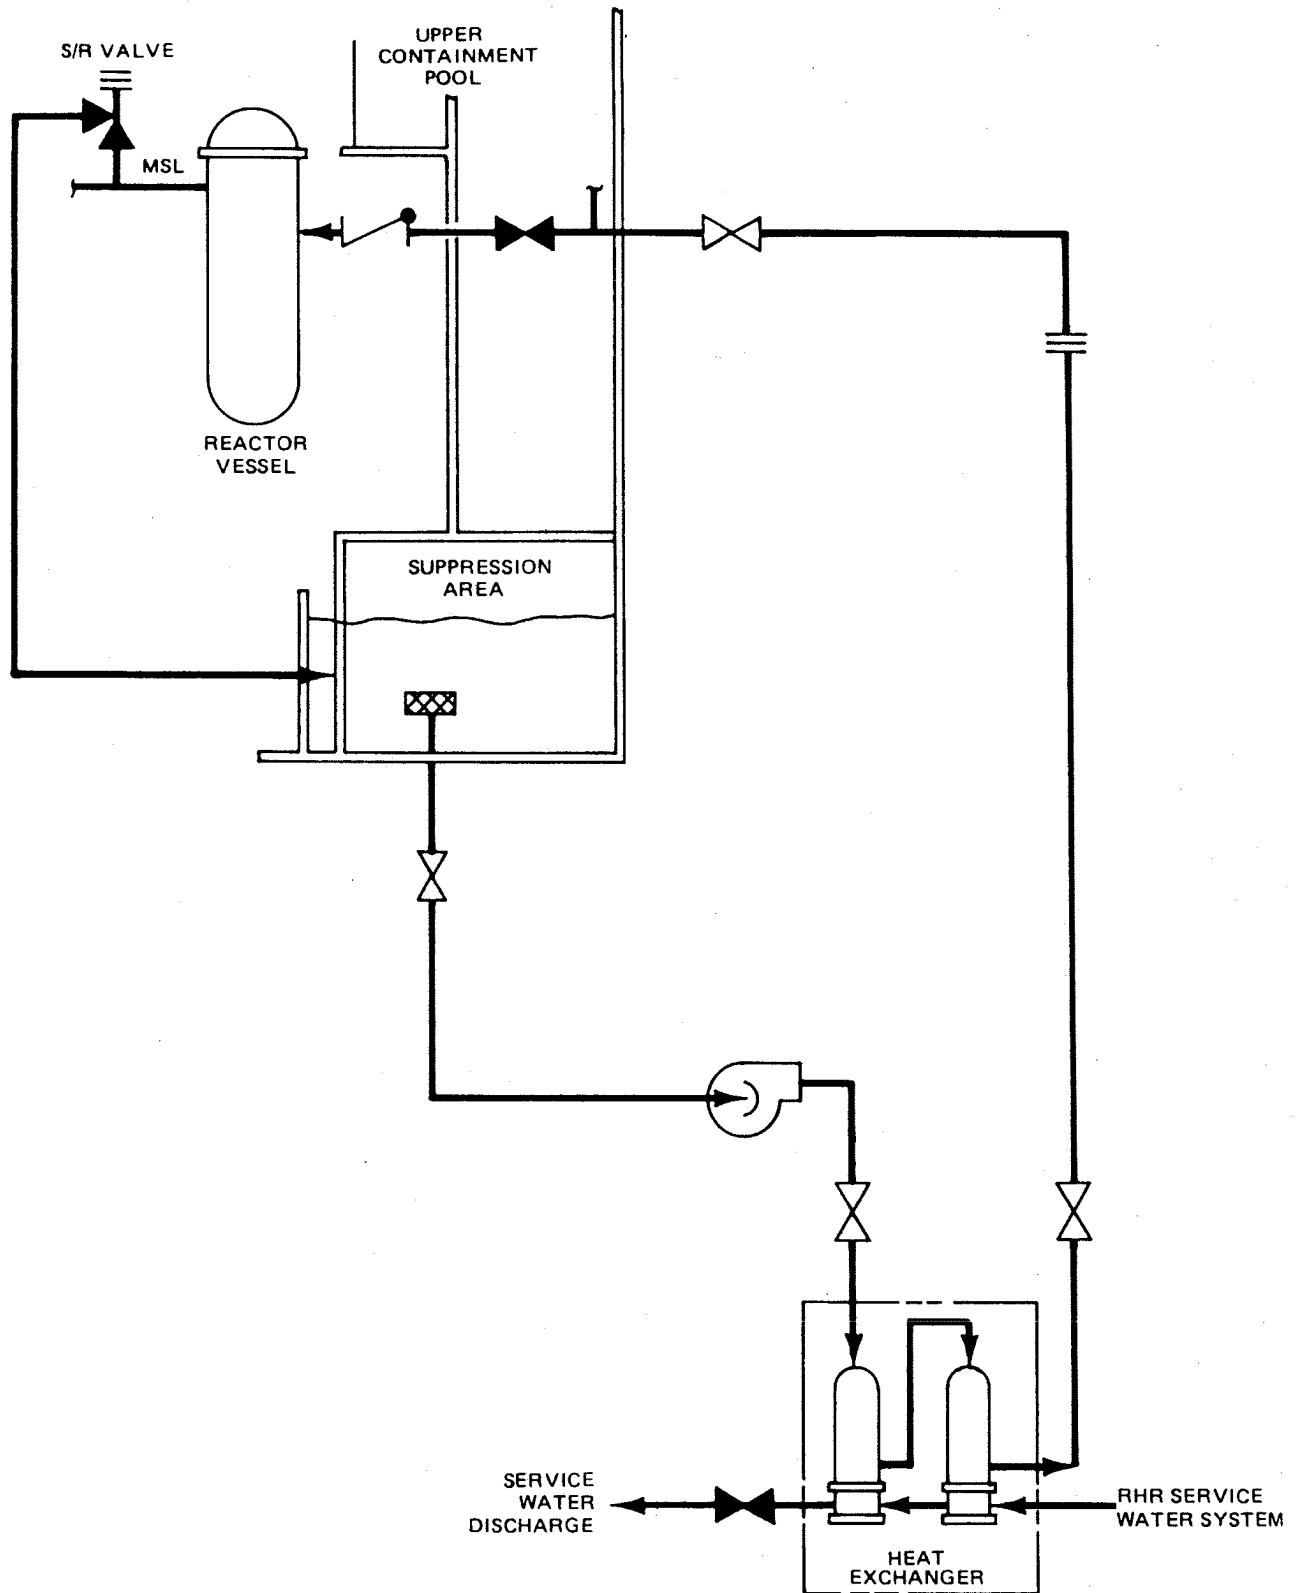 S/R VALVE
UPPER
CONTAINMENT
POOL
MSL
REACTOR
VESSEL
SUPPRESSION
AREA
SERVICE
WATER
DISCHARGE
RHR SERVICE
WATER SYSTEM
HEAT
EXCHANGER